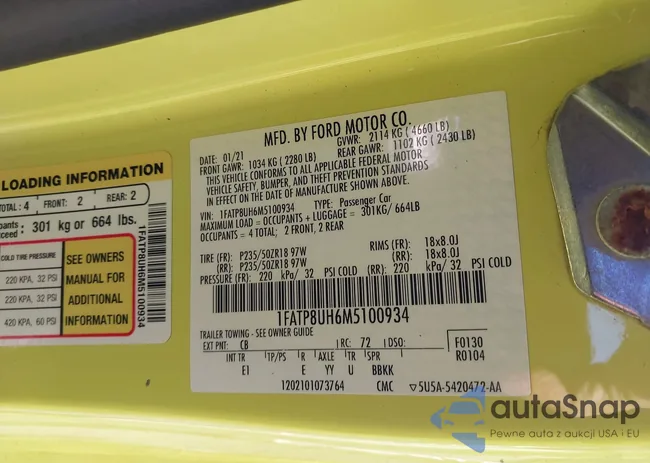 LOADING INFORMATION
TOTAL: 4 FRONT: 2 REAR: 2
301 kg or 664 lbs.
COLD TIRE PRESSURE
220 KPA, 32 PSI
220 KPA, 32 PSI
420 KPA, 60 PSI
SEE OWNERS
MANUAL FOR
ADDITIONAL
INFORMATION
1FATP8UH6M5100934
MFD. BY FORD MOTOR CO.
DATE: 01/21 GVWR: 2114 KG ( 4660 LB)
FRONT GAWR: 1034 KG ( 2280 LB) REAR GAWR: 1102 KG ( 2430 LB)
THIS VEHICLE CONFORMS TO ALL APPLICABLE FEDERAL MOTOR
VEHICLE SAFETY, BUMPER, AND THEFT PREVENTION STANDARDS
IN EFFECT ON THE DATE OF MANUFACTURE SHOWN ABOVE.
VIN: 1FATP8UH6M5100934 TYPE: Passenger Car
MAXIMUM LOAD = OCCUPANTS + LUGGAGE = 301KG/ 664LB
OCCUPANTS = 4 TOTAL; 2 FRONT, 2 REAR
TIRE (FR): P235/50ZR18 97W RIMS (FR): 18x8.0J
(RR): P235/50ZR18 97W (RR): 18x8.0J
PRESSURE (FR): 220 kPa/ 32 PSI COLD (RR): 220 kPa/ 32 PSI COLD
1FATP8UH6M5100934
TRAILER TOWING - SEE OWNER GUIDE
EXT PNT: CB RC: 72 DSO: F0130
INT TR TP/PS R AXLE TR SPR R0104
EI E YY U BBKK
1202101073764 CMC ▽5U5A-5420472-AA
autaSnap
Pewne auta z aukcji USA i EU